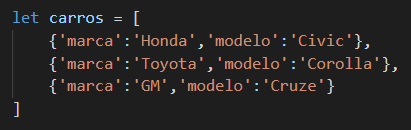 let carros = [
    {'marca':'Honda','modelo':'Civic'},
    {'marca':'Toyota','modelo':'Corolla'},
    {'marca':'GM','modelo':'Cruze'}
]